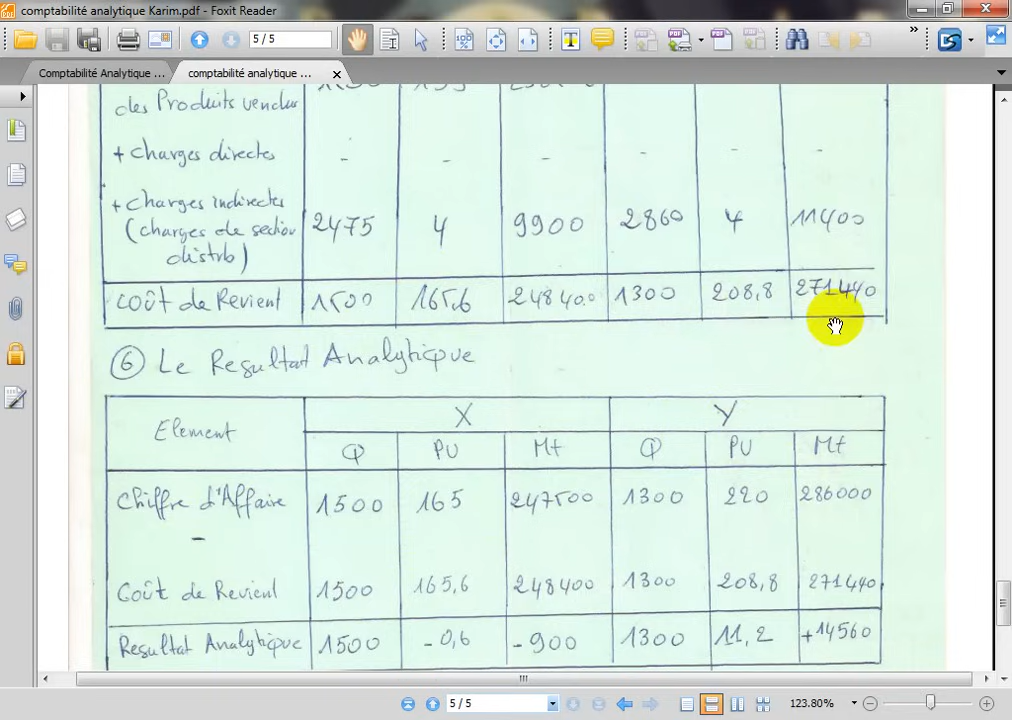 comptabilité analytique Karim.pdf - Foxit Reader
5 / 5
Comptabilité Analytique ...
comptabilité analytique ...
des Produits vendus
+ charges directes - - - - - -
+ charges indirectes
(charges de section 2475 4 9900 2860 4 11400
distrib)
Coût de Revient 1500 165,6 248400 1300 208,8 271440
6 Le Resultat Analytique
Element X Y
Q PU Mt Q PU Mt
Chiffre d'Affaire 1500 165 247500 1300 220 286000
-
Coût de Revient 1500 165,6 248400 1300 208,8 271440
Resultat Analytique 1500 -0,6 -900 1300 11,2 +14560
5 / 5
123.80%